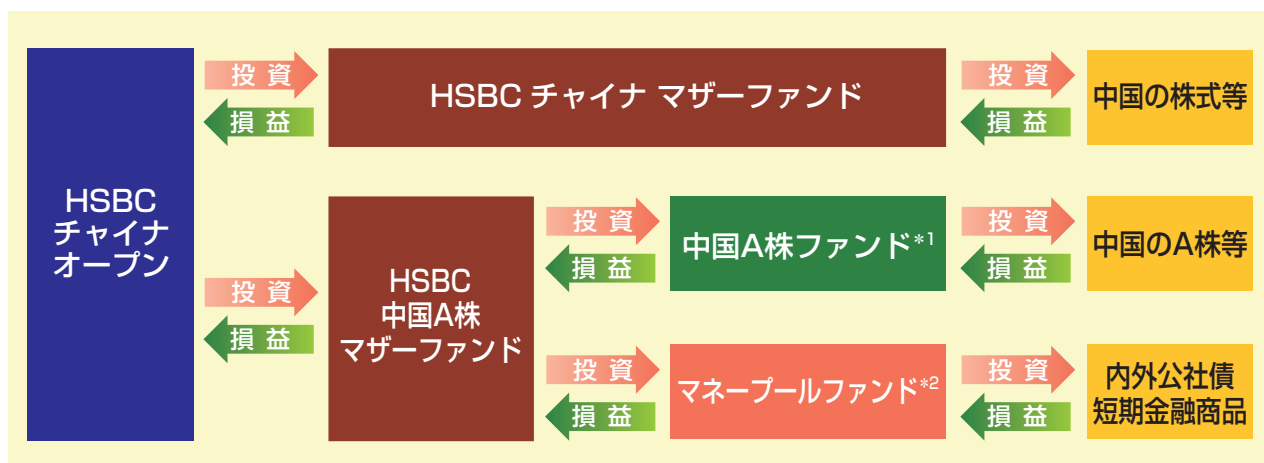 HSBC
チャイナ
オープン
投資
損益
HSBC チャイナ マザーファンド
投資
損益
中国の株式等
投資
損益
HSBC
中国A株
マザーファンド
投資
損益
中国A株ファンド*1
投資
損益
中国のA株等
投資
損益
マネープールファンド*2
投資
損益
内外公社債
短期金融商品